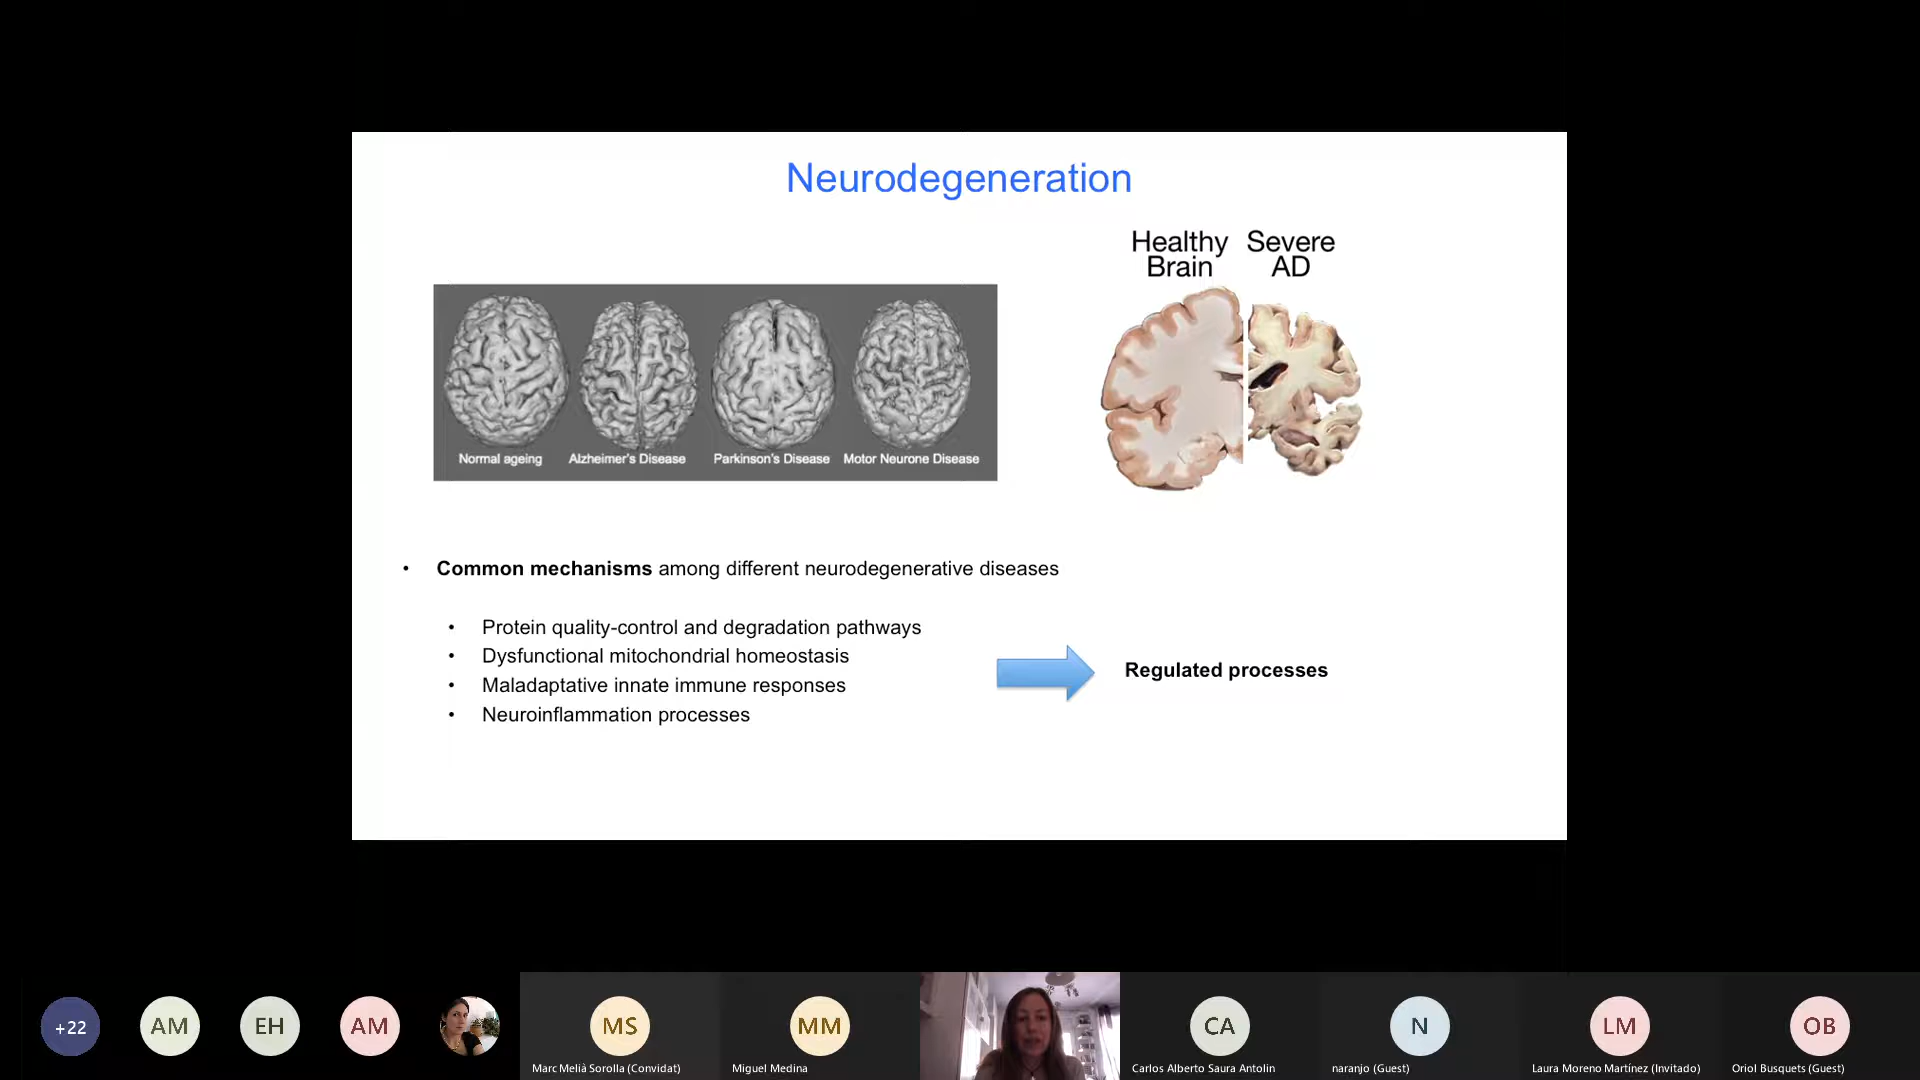 Neurodegeneration
Healthy Severe
Brain AD
Normal ageing Alzheimer's Disease Parkinson's Disease Motor Neurone Disease
• Common mechanisms among different neurodegenerative diseases
• Protein quality-control and degradation pathways
• Dysfunctional mitochondrial homeostasis
• Maladaptative innate immune responses
• Neuroinflammation processes
Regulated processes
+22 AM EH AM MS MM CA N LM OB
Marc Melià Sorolla (Convidat) Miguel Medina Carlos Alberto Saura Antolin naranjo (Guest) Laura Moreno Martínez (Invitado) Oriol Busquets (Guest)